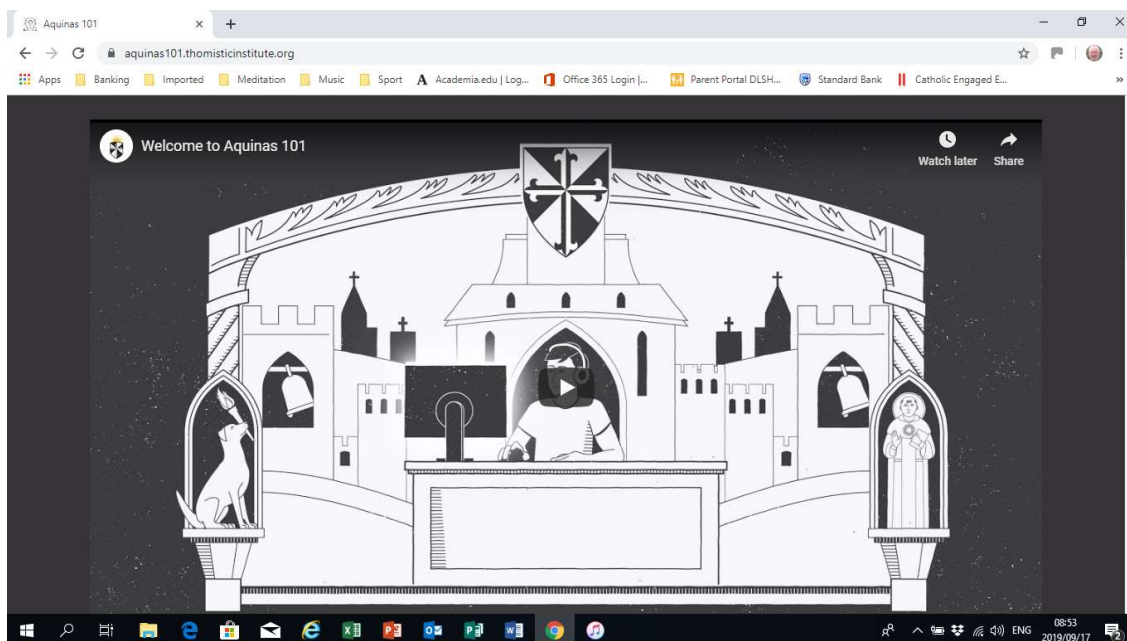 Aquinas 101
aquinas101.thomisticinstitute.org
Apps Banking Imported Meditation Music Sport Academia.edu | Log... Office 365 Login |... Parent Portal DLSH... Standard Bank Catholic Engaged E... »
Welcome to Aquinas 101
Watch later Share
ENG 08:53
2019/09/17